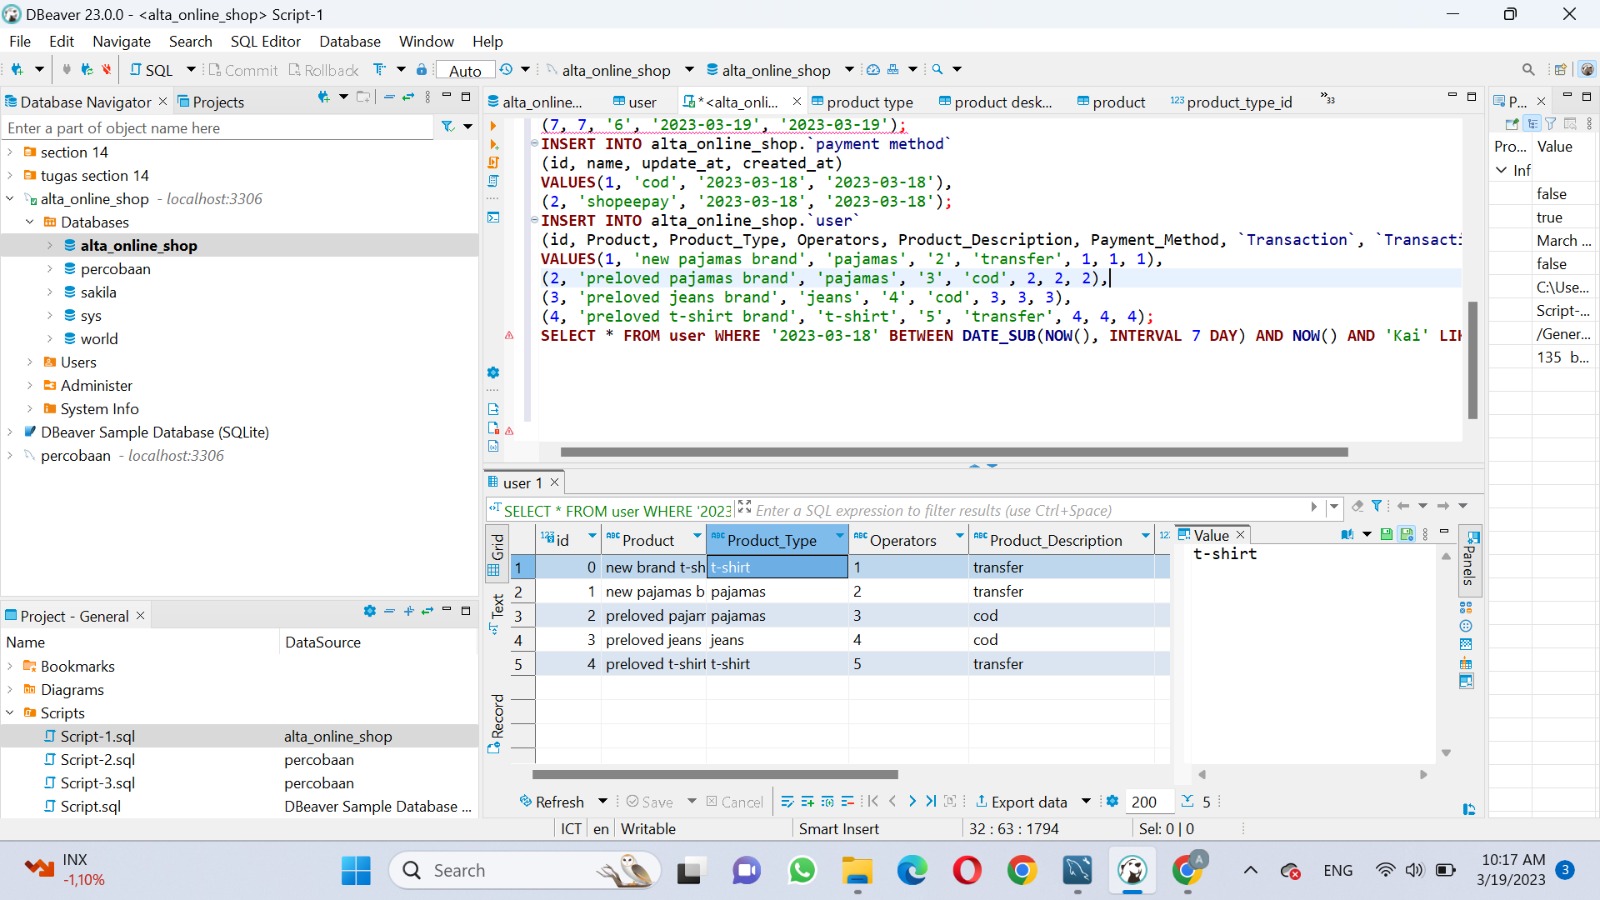 DBeaver 23.0.0 - <alta_online_shop> Script-1
File Edit Navigate Search SQL Editor Database Window Help
SQL Commit Rollback Auto alta_online_shop alta_online_shop
Database Navigator Projects
Enter a part of object name here
section 14
tugas section 14
alta_online_shop - localhost:3306
Databases
alta_online_shop
percobaan
sakila
sys
world
Users
Administer
System Info
DBeaver Sample Database (SQLite)
percobaan - localhost:3306
Project - General
Name DataSource
Bookmarks
Diagrams
Scripts
Script-1.sql alta_online_shop
Script-2.sql percobaan
Script-3.sql percobaan
Script.sql DBeaver Sample Database ...
alta_online... user *<alta_onli... product type product desk... product 123 product_type_id »33
(7, 7, '6', '2023-03-19', '2023-03-19');
INSERT INTO alta_online_shop.`payment method`
(id, name, update_at, created_at)
VALUES(1, 'cod', '2023-03-18', '2023-03-18'),
(2, 'shopeepay', '2023-03-18', '2023-03-18');
INSERT INTO alta_online_shop.`user`
(id, Product, Product_Type, Operators, Product_Description, Payment_Method, `Transaction`, `Transacti
VALUES(1, 'new pajamas brand', 'pajamas', '2', 'transfer', 1, 1, 1),
(2, 'preloved pajamas brand', 'pajamas', '3', 'cod', 2, 2, 2),
(3, 'preloved jeans brand', 'jeans', '4', 'cod', 3, 3, 3),
(4, 'preloved t-shirt brand', 't-shirt', '5', 'transfer', 4, 4, 4);
SELECT * FROM user WHERE '2023-03-18' BETWEEN DATE_SUB(NOW(), INTERVAL 7 DAY) AND NOW() AND 'Kai' LI
user 1
SELECT * FROM user WHERE '2023 Enter a SQL expression to filter results (use Ctrl+Space)
Grid
Text
Record
123 id ABC Product ABC Product_Type ABC Operators ABC Product_Description 12
1 0 new brand t-sh t-shirt 1 transfer
2 1 new pajamas b pajamas 2 transfer
3 2 preloved pajam pajamas 3 cod
4 3 preloved jeans jeans 4 cod
5 4 preloved t-shirt t-shirt 5 transfer
Value
t-shirt
Panels
Refresh Save Cancel Export data 200 5
ICT en Writable Smart Insert 32 : 63 : 1794 Sel: 0 | 0
P...
Pro... Value
Inf
false
true
March ...
false
C:\Use...
Script-...
/Gener...
135 b...
INX
-1,10%
Search
A
ENG
10:17 AM
3/19/2023
3